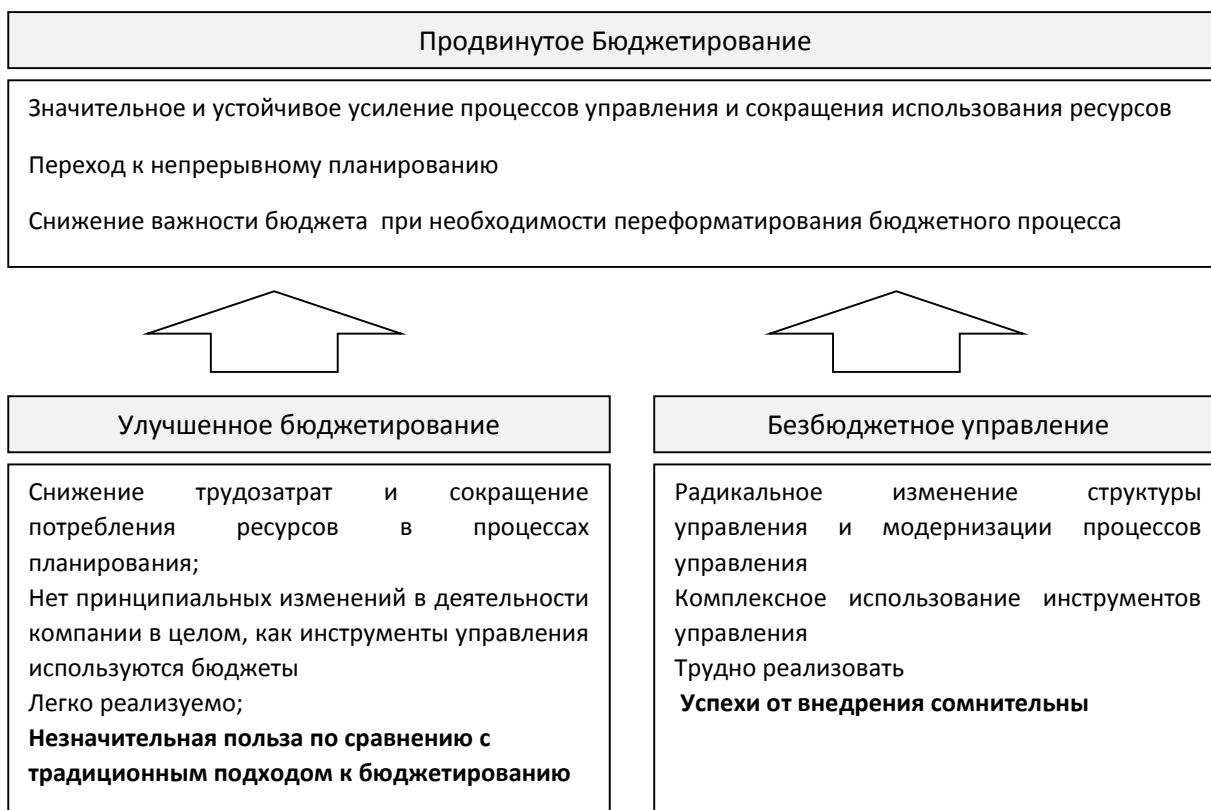 Продвинутое Бюджетирование
Значительное и устойчивое усиление процессов управления и сокращения использования ресурсов
Переход к непрерывному планированию
Снижение важности бюджета при необходимости переформатирования бюджетного процесса
Улучшенное бюджетирование
Снижение трудозатрат и сокращение
потребления ресурсов в процессах
планирования;
Нет принципиальных изменений в деятельности
компании в целом, как инструменты управления
используются бюджеты
Легко реализуемо;
Незначительная польза по сравнению с
традиционным подходом к бюджетированию
Безбюджетное управление
Радикальное изменение структуры
управления и модернизации процессов
управления
Комплексное использование инструментов
управления
Трудно реализовать
Успехи от внедрения сомнительны